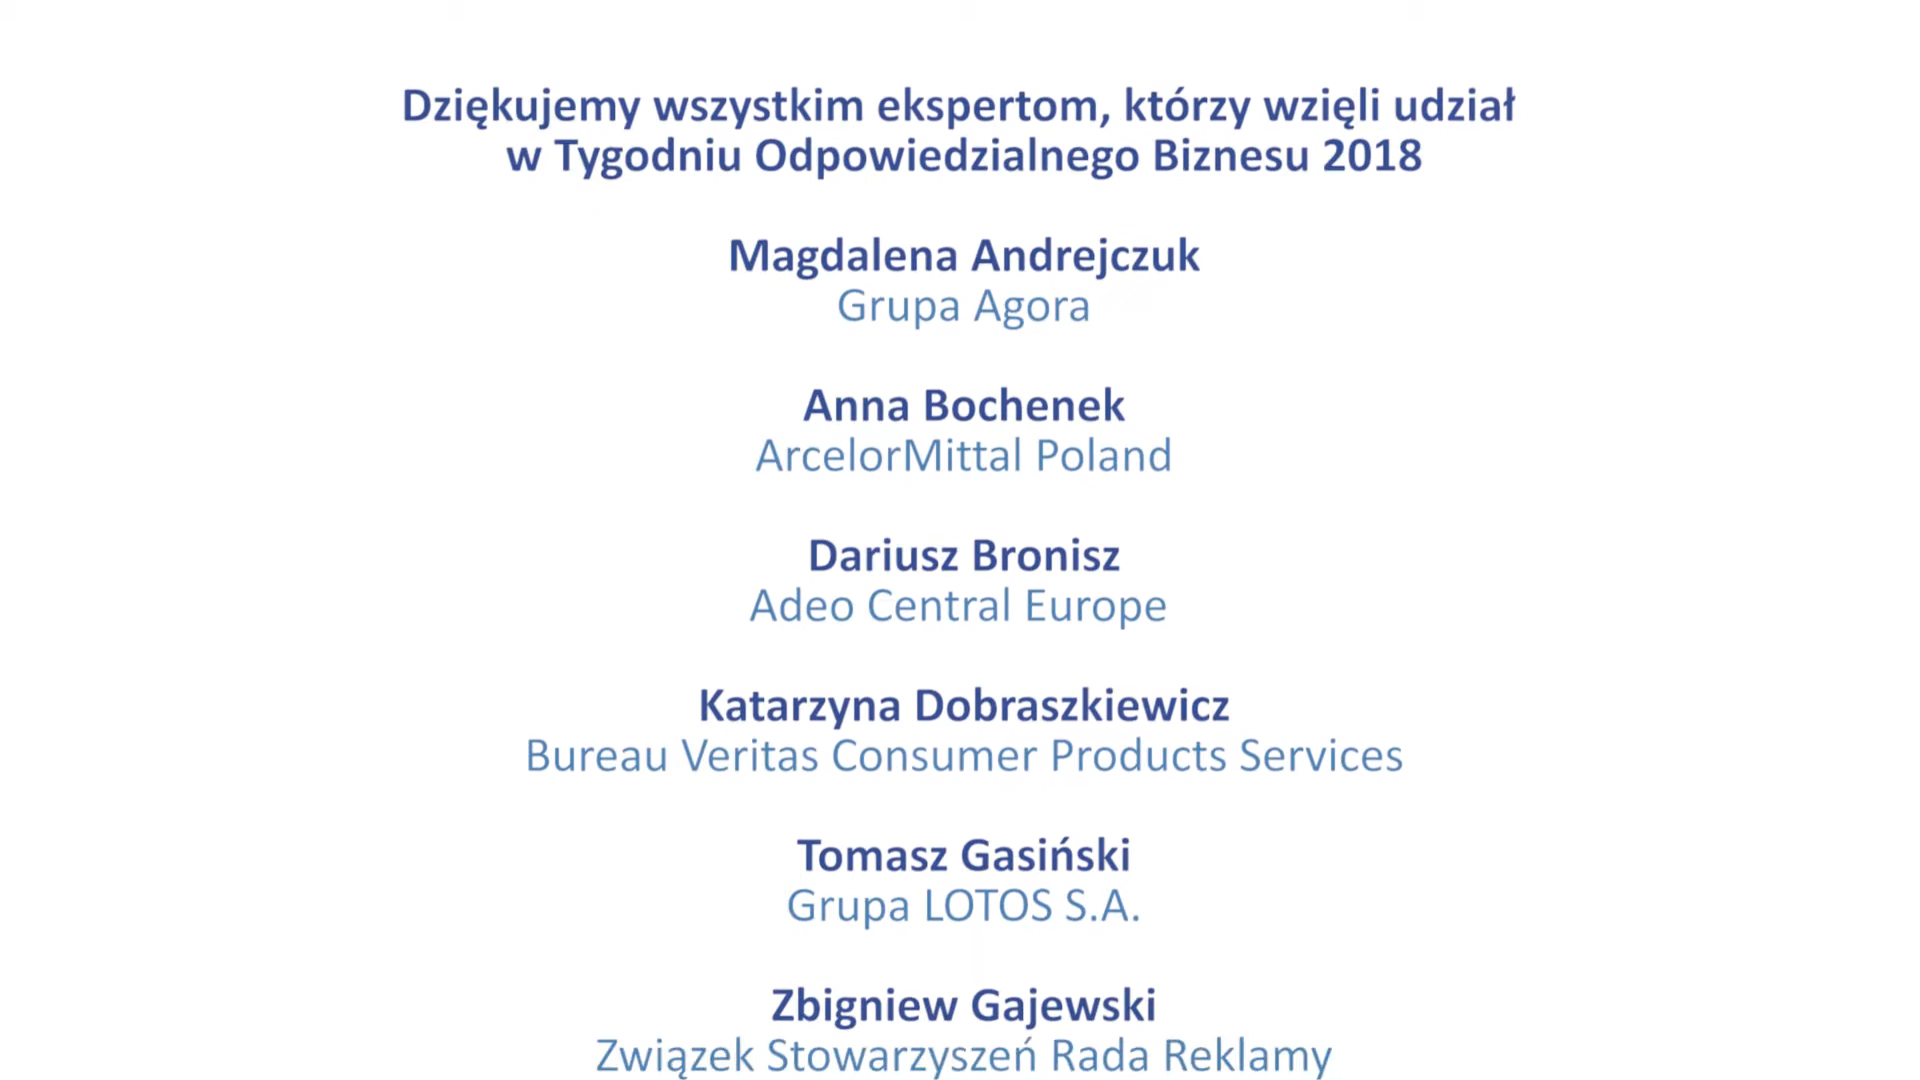 Dziękujemy wszystkim ekspertom, którzy wzięli udział
w Tygodniu Odpowiedzialnego Biznesu 2018
Magdalena Andrejczuk
Grupa Agora
Anna Bochenek
ArcelorMittal Poland
Dariusz Bronisz
Adeo Central Europe
Katarzyna Dobraszkiewicz
Bureau Veritas Consumer Products Services
Tomasz Gasiński
Grupa LOTOS S.A.
Zbigniew Gajewski
Związek Stowarzyszeń Rada Reklamy